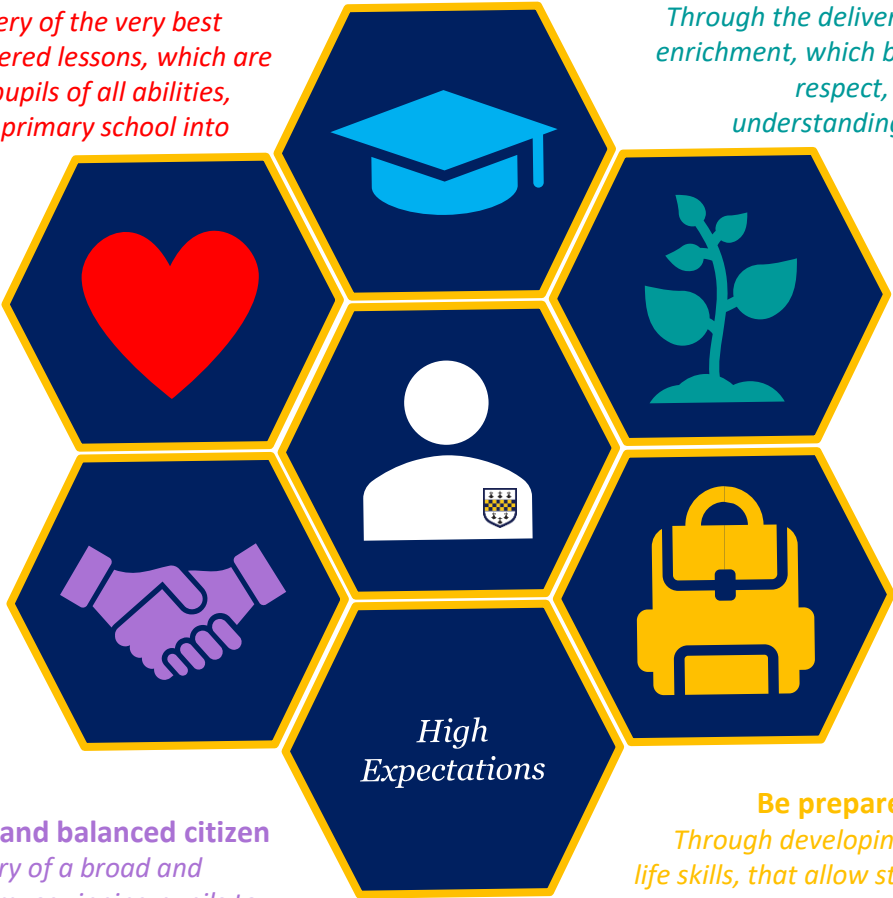 ery of the very best
ered lessons, which are
pupils of all abilities,
primary school into
Through the deliver
enrichment, which b
respect,
understanding
High
Expectations
and balanced citizen
ry of a broad and
pupils to
Be prepare
Through developin
life skills, that allow st